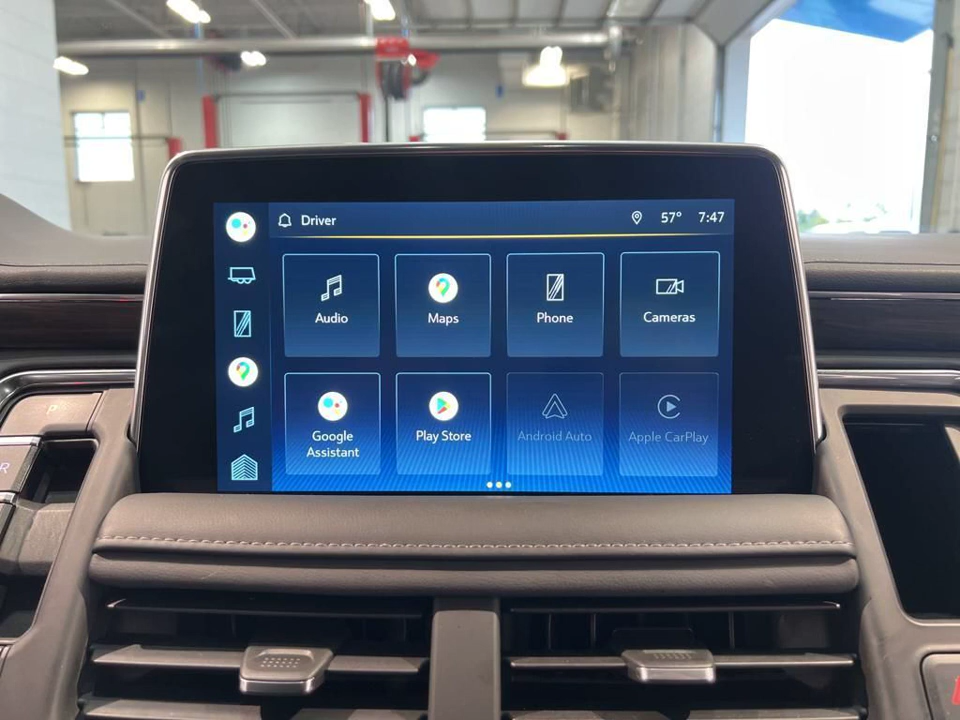 Driver
57° 7:47
Audio
Maps
Phone
Cameras
Google
Assistant
Play Store
Android Auto
Apple CarPlay
P
R